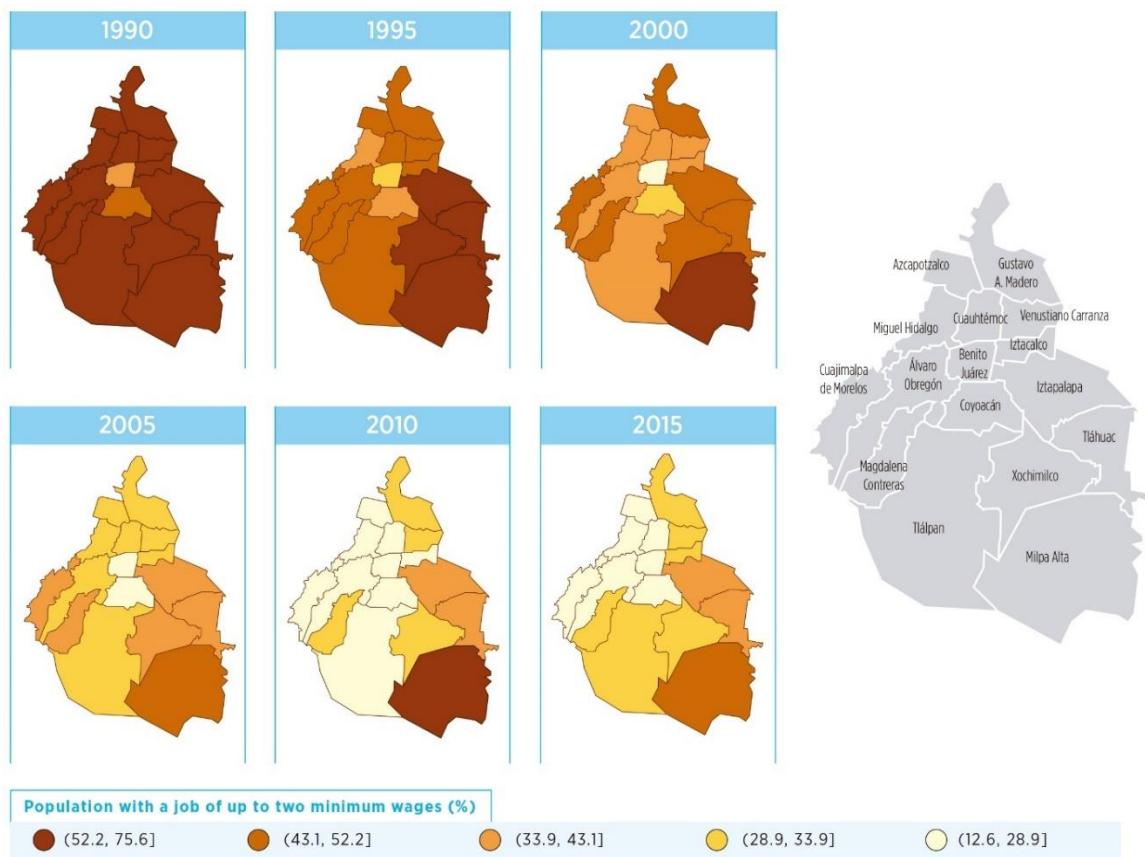 1990
1995
2000
Azcapotzalco
Gustavo
A. Madero
Miguel Hidalgo
Cuauhtémoc
Venustiano Carranza
Iztacalco
Cuajimalpa
de Morelos
Álvaro
Obregón
Benito
Juárez
Iztapalapa
Coyoacán
Tláhuac
Magdalena
Contreras
Xochimilco
Tlálpan
Milpa Alta
2005
2010
2015
Population with a job of up to two minimum wages (%)
(52.2, 75.6] (43.1, 52.2] (33.9, 43.1] (28.9, 33.9] (12.6, 28.9]